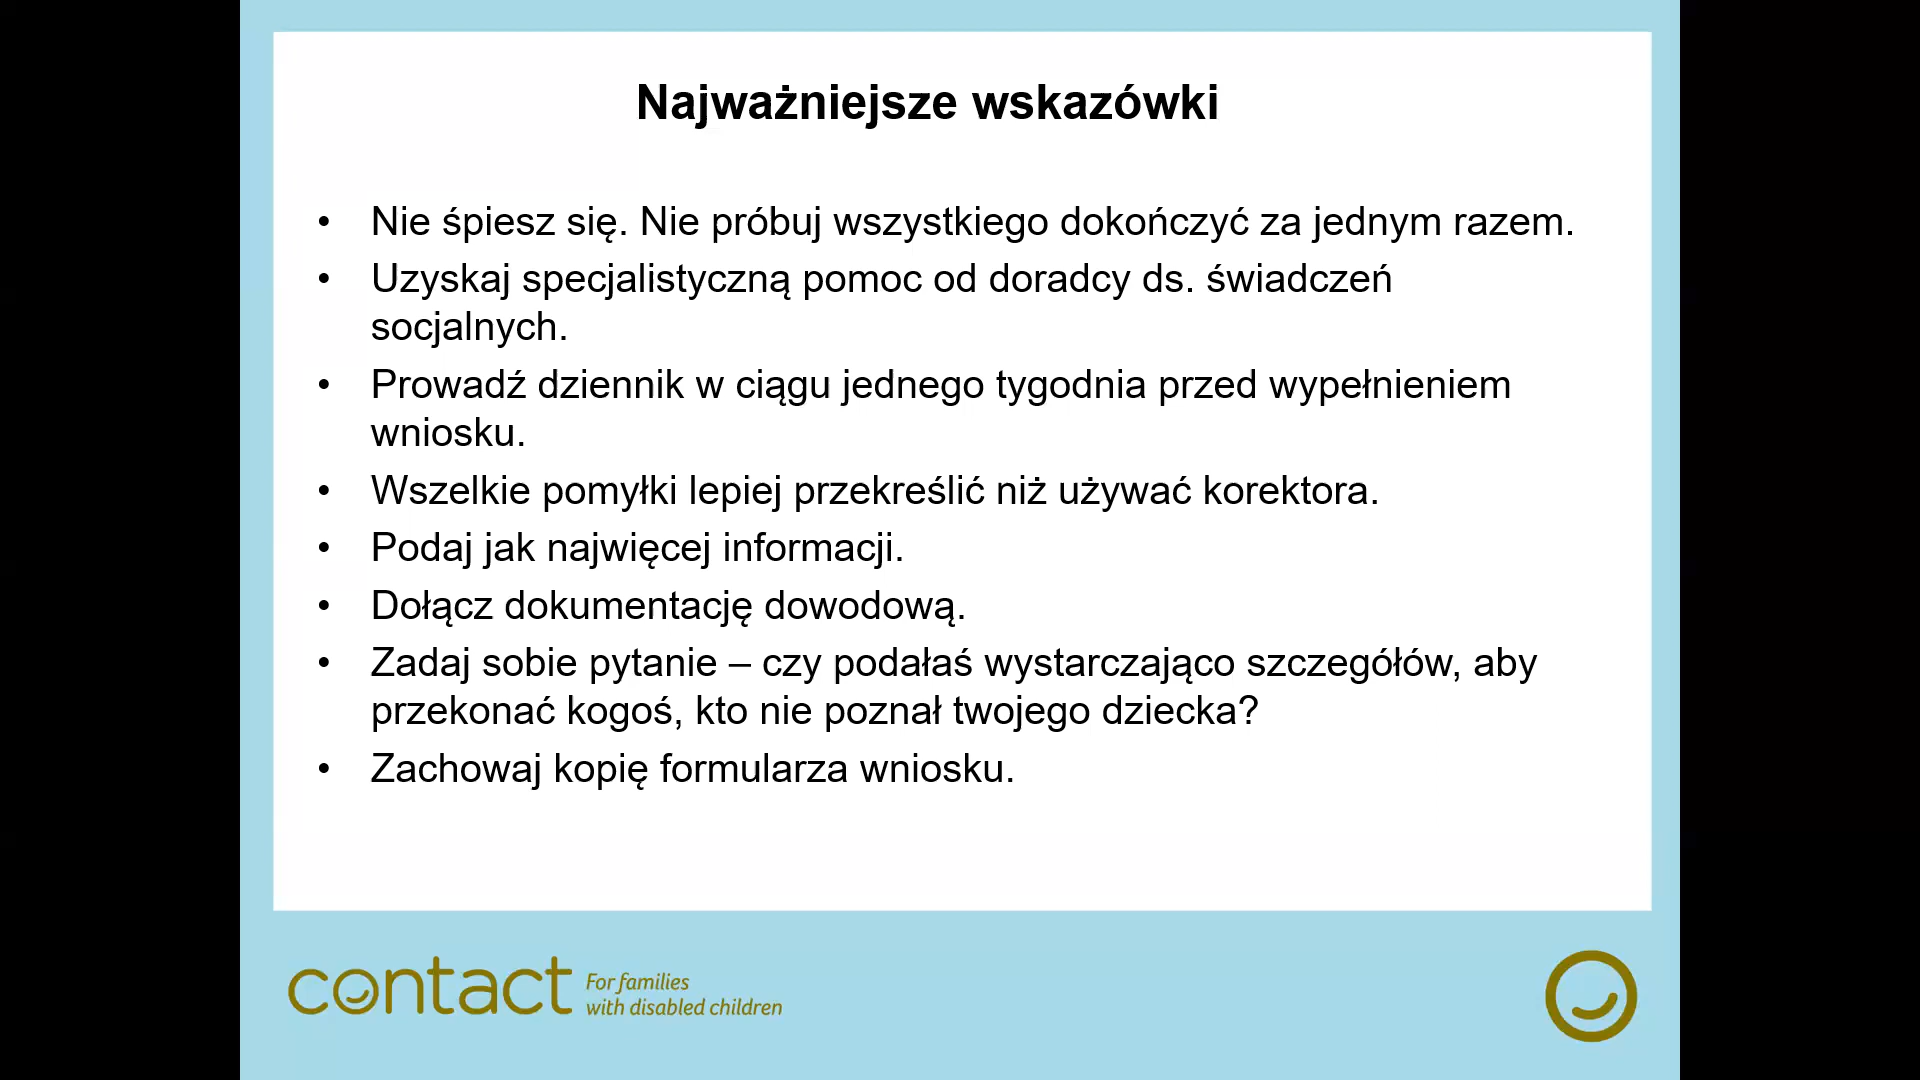 Najważniejsze wskazówki
• Nie śpiesz się. Nie próbuj wszystkiego dokończyć za jednym razem.
• Uzyskaj specjalistyczną pomoc od doradcy ds. świadczeń
socjalnych.
• Prowadź dziennik w ciągu jednego tygodnia przed wypełnieniem
wniosku.
• Wszelkie pomyłki lepiej przekreślić niż używać korektora.
• Podaj jak najwięcej informacji.
• Dołącz dokumentację dowodową.
• Zadaj sobie pytanie – czy podałaś wystarczająco szczegółów, aby
przekonać kogoś, kto nie poznał twojego dziecka?
• Zachowaj kopię formularza wniosku.
contact
For families
with disabled children